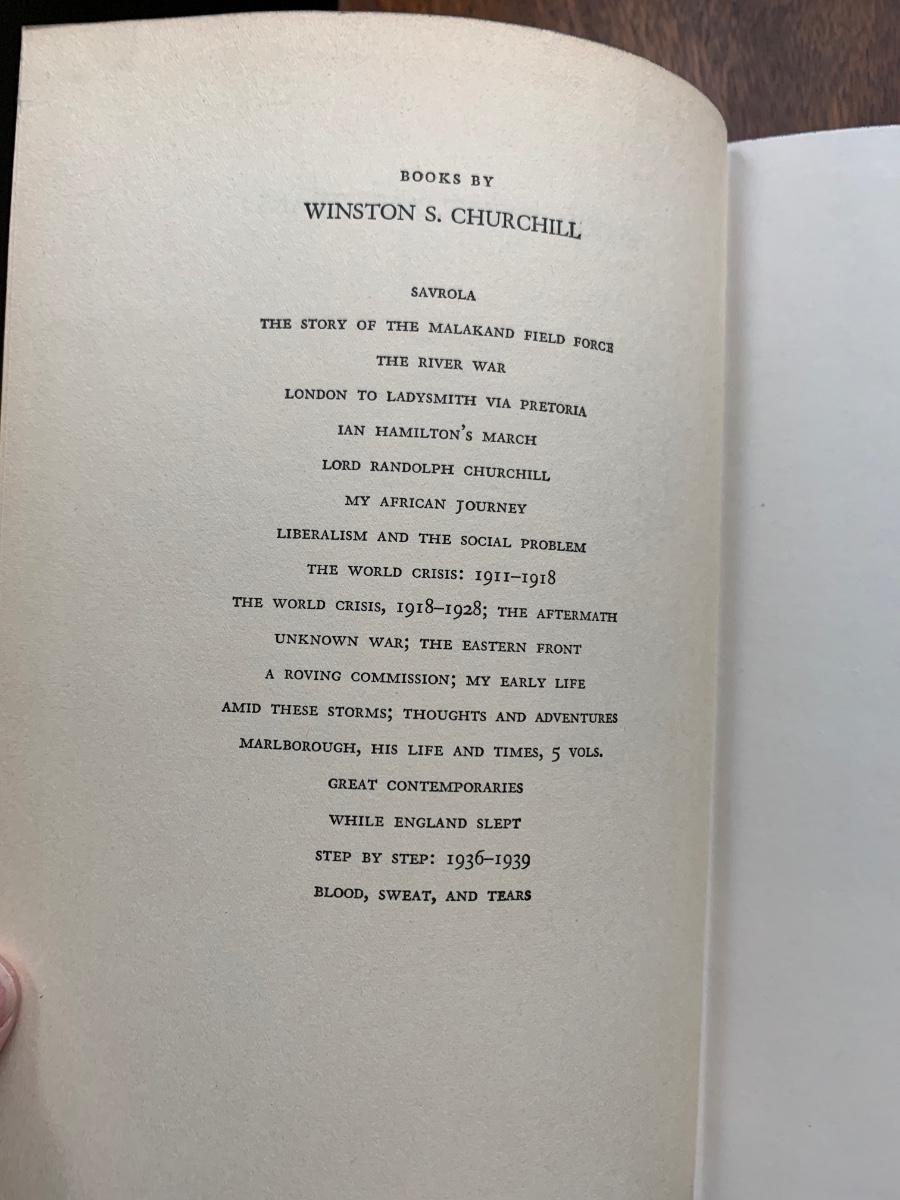 BOOKS BY
WINSTON S. CHURCHILL
SAVROLA
THE STORY OF THE MALAKAND FIELD FORCE
THE RIVER WAR
LONDON TO LADYSMITH VIA PRETORIA
IAN HAMILTON'S MARCH
LORD RANDOLPH CHURCHILL
MY AFRICAN JOURNEY
LIBERALISM AND THE SOCIAL PROBLEM
THE WORLD CRISIS: 1911–1918
THE WORLD CRISIS, 1918–1928; THE AFTERMATH
UNKNOWN WAR; THE EASTERN FRONT
A ROVING COMMISSION; MY EARLY LIFE
AMID THESE STORMS; THOUGHTS AND ADVENTURES
MARLBOROUGH, HIS LIFE AND TIMES, 5 VOLS.
GREAT CONTEMPORARIES
WHILE ENGLAND SLEPT
STEP BY STEP: 1936–1939
BLOOD, SWEAT, AND TEARS